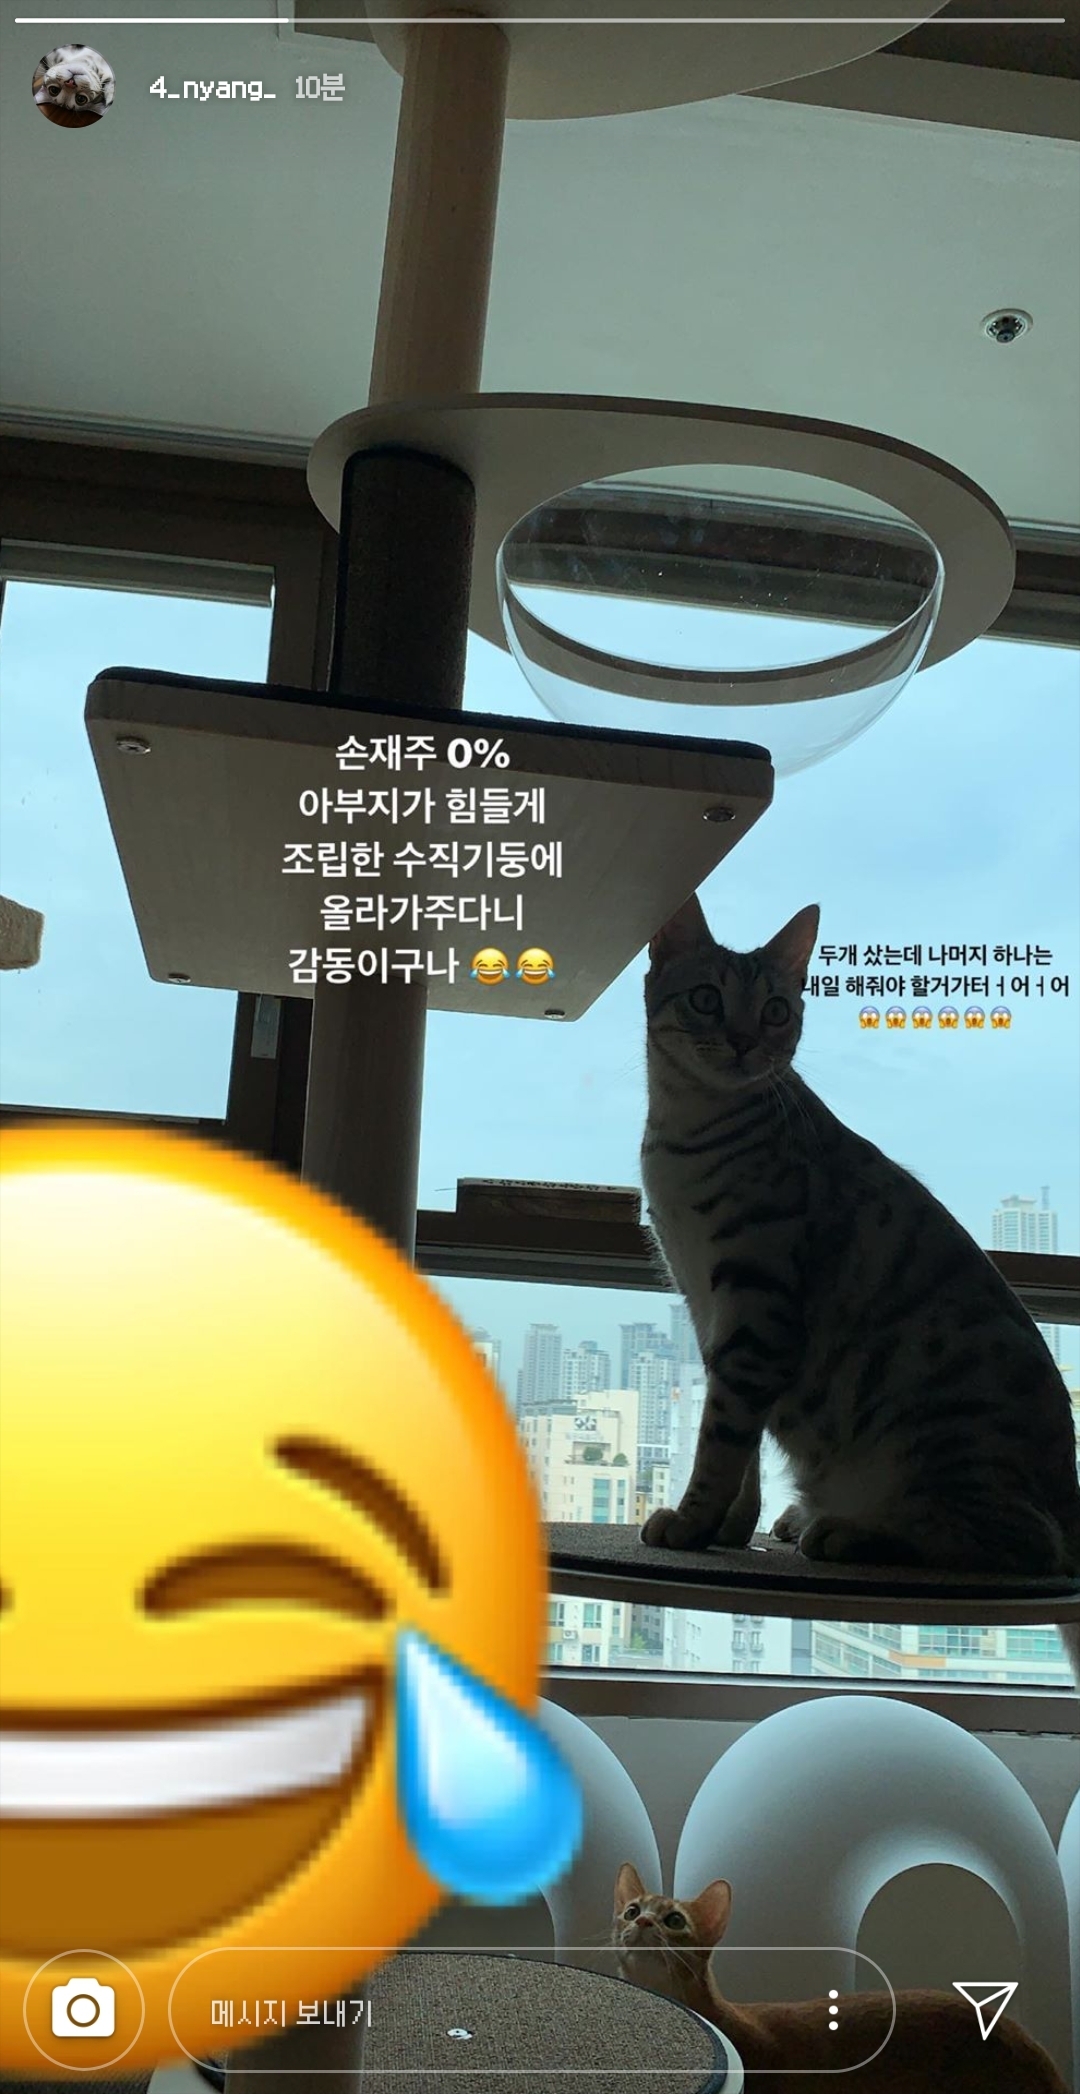 4_nyang_ 10분
손재주 0%
아부지가 힘들게
조립한 수직기둥에
올라가주다니
감동이구나 😂😂
두개 샀는데 나머지 하나는
내일 해줘야 할거가터ㅓ어ㅓ어
😱😱😱😱😱😱
메시지 보내기